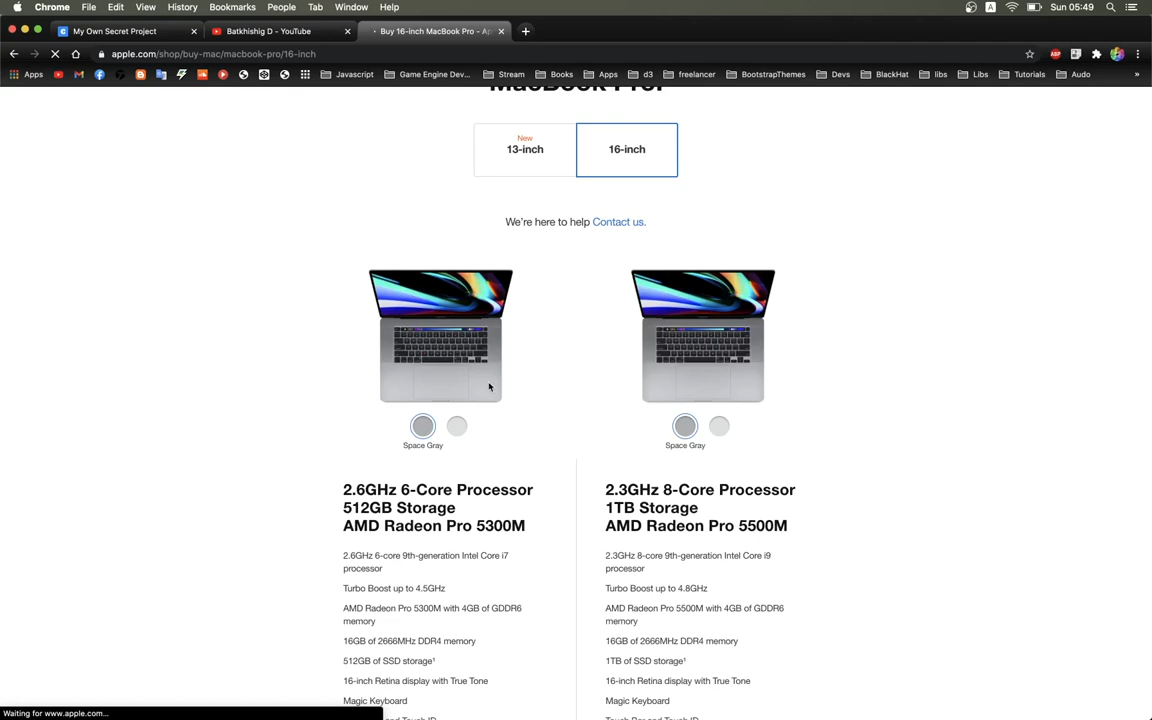 Chrome File Edit View History Bookmarks People Tab Window Help
A Sun 05:49
My Own Secret Project
Batkhishig D - YouTube
Buy 16-inch MacBook Pro - Ap
apple.com/shop/buy-mac/macbook-pro/16-inch
ABP
Apps Javascript Game Engine Dev... Stream Books Apps d3 freelancer BootstrapThemes Devs BlackHat libs Libs Tutorials Audo »
MacBook Pro.
New
13-inch
16-inch
We're here to help Contact us.
Space Gray
Space Gray
2.6GHz 6-Core Processor
512GB Storage
AMD Radeon Pro 5300M
2.6GHz 6-core 9th-generation Intel Core i7
processor
Turbo Boost up to 4.5GHz
AMD Radeon Pro 5300M with 4GB of GDDR6
memory
16GB of 2666MHz DDR4 memory
512GB of SSD storage¹
16-inch Retina display with True Tone
Magic Keyboard
2.3GHz 8-Core Processor
1TB Storage
AMD Radeon Pro 5500M
2.3GHz 8-core 9th-generation Intel Core i9
processor
Turbo Boost up to 4.8GHz
AMD Radeon Pro 5500M with 4GB of GDDR6
memory
16GB of 2666MHz DDR4 memory
1TB of SSD storage¹
16-inch Retina display with True Tone
Magic Keyboard
Touch Bar and Touch ID
Waiting for www.apple.com...